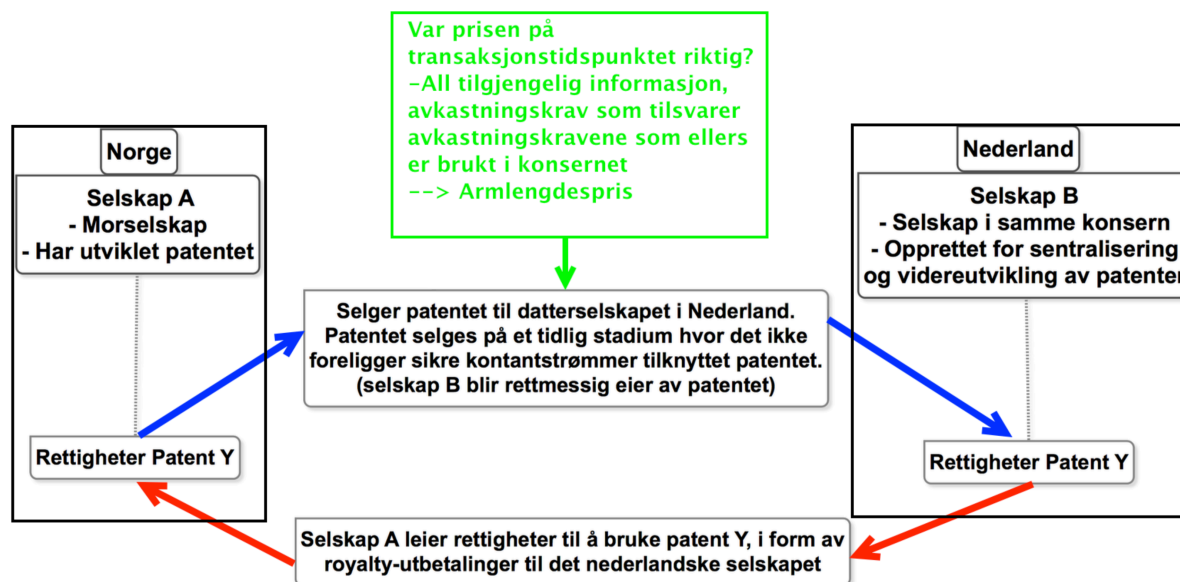 Var prisen på
transaksjonstidspunktet riktig?
-All tilgjengelig informasjon,
avkastningskrav som tilsvarer
avkastningskravene som ellers
er brukt i konsernet
--> Armlengdespris
Norge
Selskap A
- Morselskap
- Har utviklet patentet
Nederland
Selskap B
- Selskap i samme konsern
- Opprettet for sentralisering
og videreutvikling av patenter
Selger patentet til datterselskapet i Nederland.
Patentet selges på et tidlig stadium hvor det ikke
foreligger sikre kontantstrømmer tilknyttet patentet.
(selskap B blir rettmessig eier av patentet)
Rettigheter Patent Y
Rettigheter Patent Y
Selskap A leier rettigheter til å bruke patent Y, i form av
royalty-utbetalinger til det nederlandske selskapet